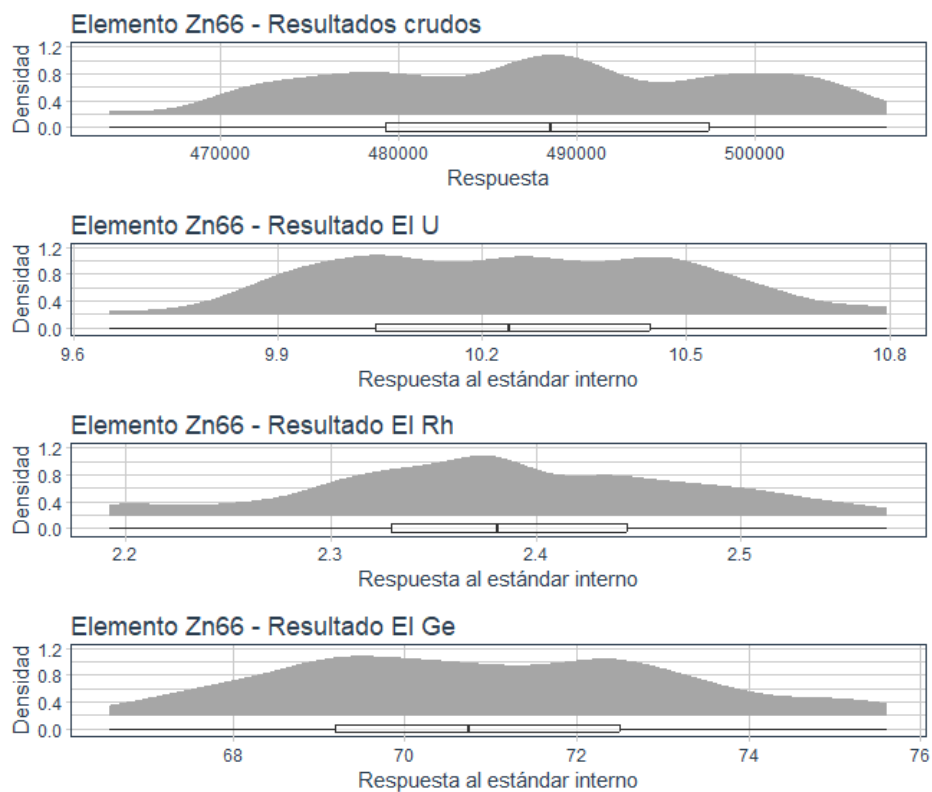 Elemento Zn66 - Resultados crudos
Densidad
1.2
0.8
0.4
0.0
470000 480000 490000 500000
Respuesta
Elemento Zn66 - Resultado EI U
Densidad
1.2
0.8
0.4
0.0
9.6 9.9 10.2 10.5 10.8
Respuesta al estándar interno
Elemento Zn66 - Resultado EI Rh
Densidad
1.2
0.8
0.4
0.0
2.2 2.3 2.4 2.5
Respuesta al estándar interno
Elemento Zn66 - Resultado EI Ge
Densidad
1.2
0.8
0.4
0.0
68 70 72 74 76
Respuesta al estándar interno